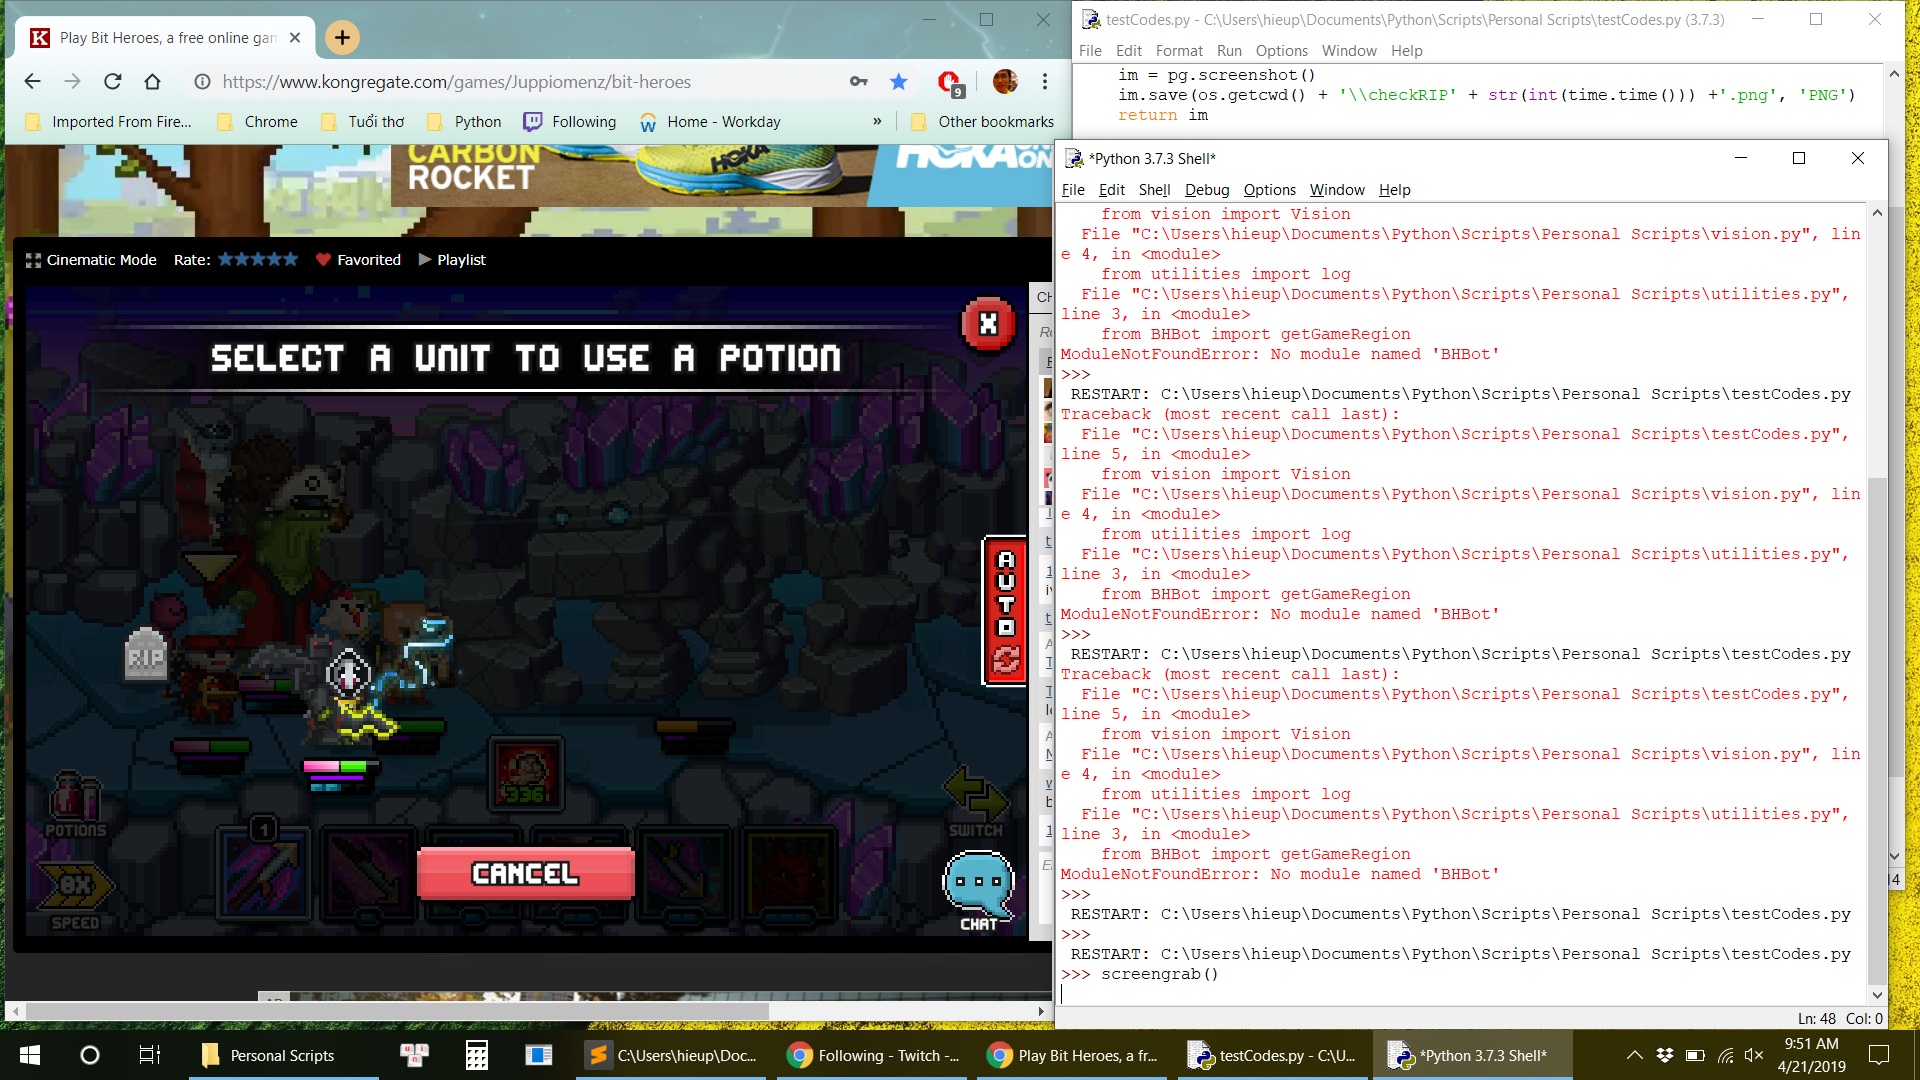 Play Bit Heroes, a free online gam
https://www.kongregate.com/games/Juppiomenz/bit-heroes
9
Imported From Fire...
Chrome
Tuổi thơ
Python
Following
Home - Workday
»
Other bookmarks
CARBON
ROCKET
HOKA
HOKA ON
ON
Cinematic Mode
Rate:
Favorited
Playlist
SELECT A UNIT TO USE A POTION
X
AUTO
RIP
336
1
POTIONS
8X
SPEED
CANCEL
SWITCH
CHAT
testCodes.py - C:\Users\hieup\Documents\Python\Scripts\Personal Scripts\testCodes.py (3.7.3)
File Edit Format Run Options Window Help
im = pg.screenshot()
im.save(os.getcwd() + '\\checkRIP' + str(int(time.time())) +'.png', 'PNG')
return im
*Python 3.7.3 Shell*
File Edit Shell Debug Options Window Help
from vision import Vision
File "C:\Users\hieup\Documents\Python\Scripts\Personal Scripts\vision.py", lin
e 4, in <module>
from utilities import log
File "C:\Users\hieup\Documents\Python\Scripts\Personal Scripts\utilities.py",
line 3, in <module>
from BHBot import getGameRegion
ModuleNotFoundError: No module named 'BHBot'
>>>
RESTART: C:\Users\hieup\Documents\Python\Scripts\Personal Scripts\testCodes.py
Traceback (most recent call last):
File "C:\Users\hieup\Documents\Python\Scripts\Personal Scripts\testCodes.py",
line 5, in <module>
from vision import Vision
File "C:\Users\hieup\Documents\Python\Scripts\Personal Scripts\vision.py", lin
e 4, in <module>
from utilities import log
File "C:\Users\hieup\Documents\Python\Scripts\Personal Scripts\utilities.py",
line 3, in <module>
from BHBot import getGameRegion
ModuleNotFoundError: No module named 'BHBot'
>>>
RESTART: C:\Users\hieup\Documents\Python\Scripts\Personal Scripts\testCodes.py
Traceback (most recent call last):
File "C:\Users\hieup\Documents\Python\Scripts\Personal Scripts\testCodes.py",
line 5, in <module>
from vision import Vision
File "C:\Users\hieup\Documents\Python\Scripts\Personal Scripts\vision.py", lin
e 4, in <module>
from utilities import log
File "C:\Users\hieup\Documents\Python\Scripts\Personal Scripts\utilities.py",
line 3, in <module>
from BHBot import getGameRegion
ModuleNotFoundError: No module named 'BHBot'
>>>
RESTART: C:\Users\hieup\Documents\Python\Scripts\Personal Scripts\testCodes.py
>>>
RESTART: C:\Users\hieup\Documents\Python\Scripts\Personal Scripts\testCodes.py
>>> screengrab()
Ln: 48 Col: 0
14
Personal Scripts
C:\Users\hieup\Doc...
Following - Twitch -...
Play Bit Heroes, a fr...
testCodes.py - C:\U...
*Python 3.7.3 Shell*
9:51 AM
4/21/2019